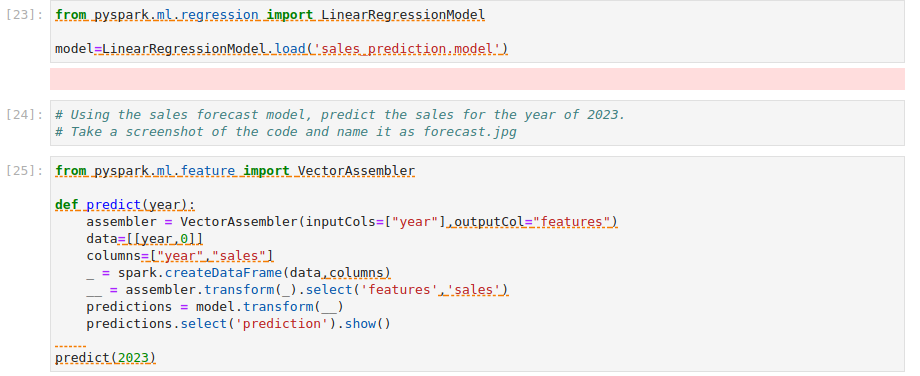 [23]: from pyspark.ml.regression import LinearRegressionModel
model=LinearRegressionModel.load('sales_prediction.model')
[24]: # Using the sales forecast model, predict the sales for the year of 2023.
# Take a screenshot of the code and name it as forecast.jpg
[25]: from pyspark.ml.feature import VectorAssembler
def predict(year):
    assembler = VectorAssembler(inputCols=["year"],outputCol="features")
    data=[[year,0]]
    columns=["year","sales"]
    _ = spark.createDataFrame(data,columns)
    __ = assembler.transform(_).select('features','sales')
    predictions = model.transform(__)
    predictions.select('prediction').show()
predict(2023)